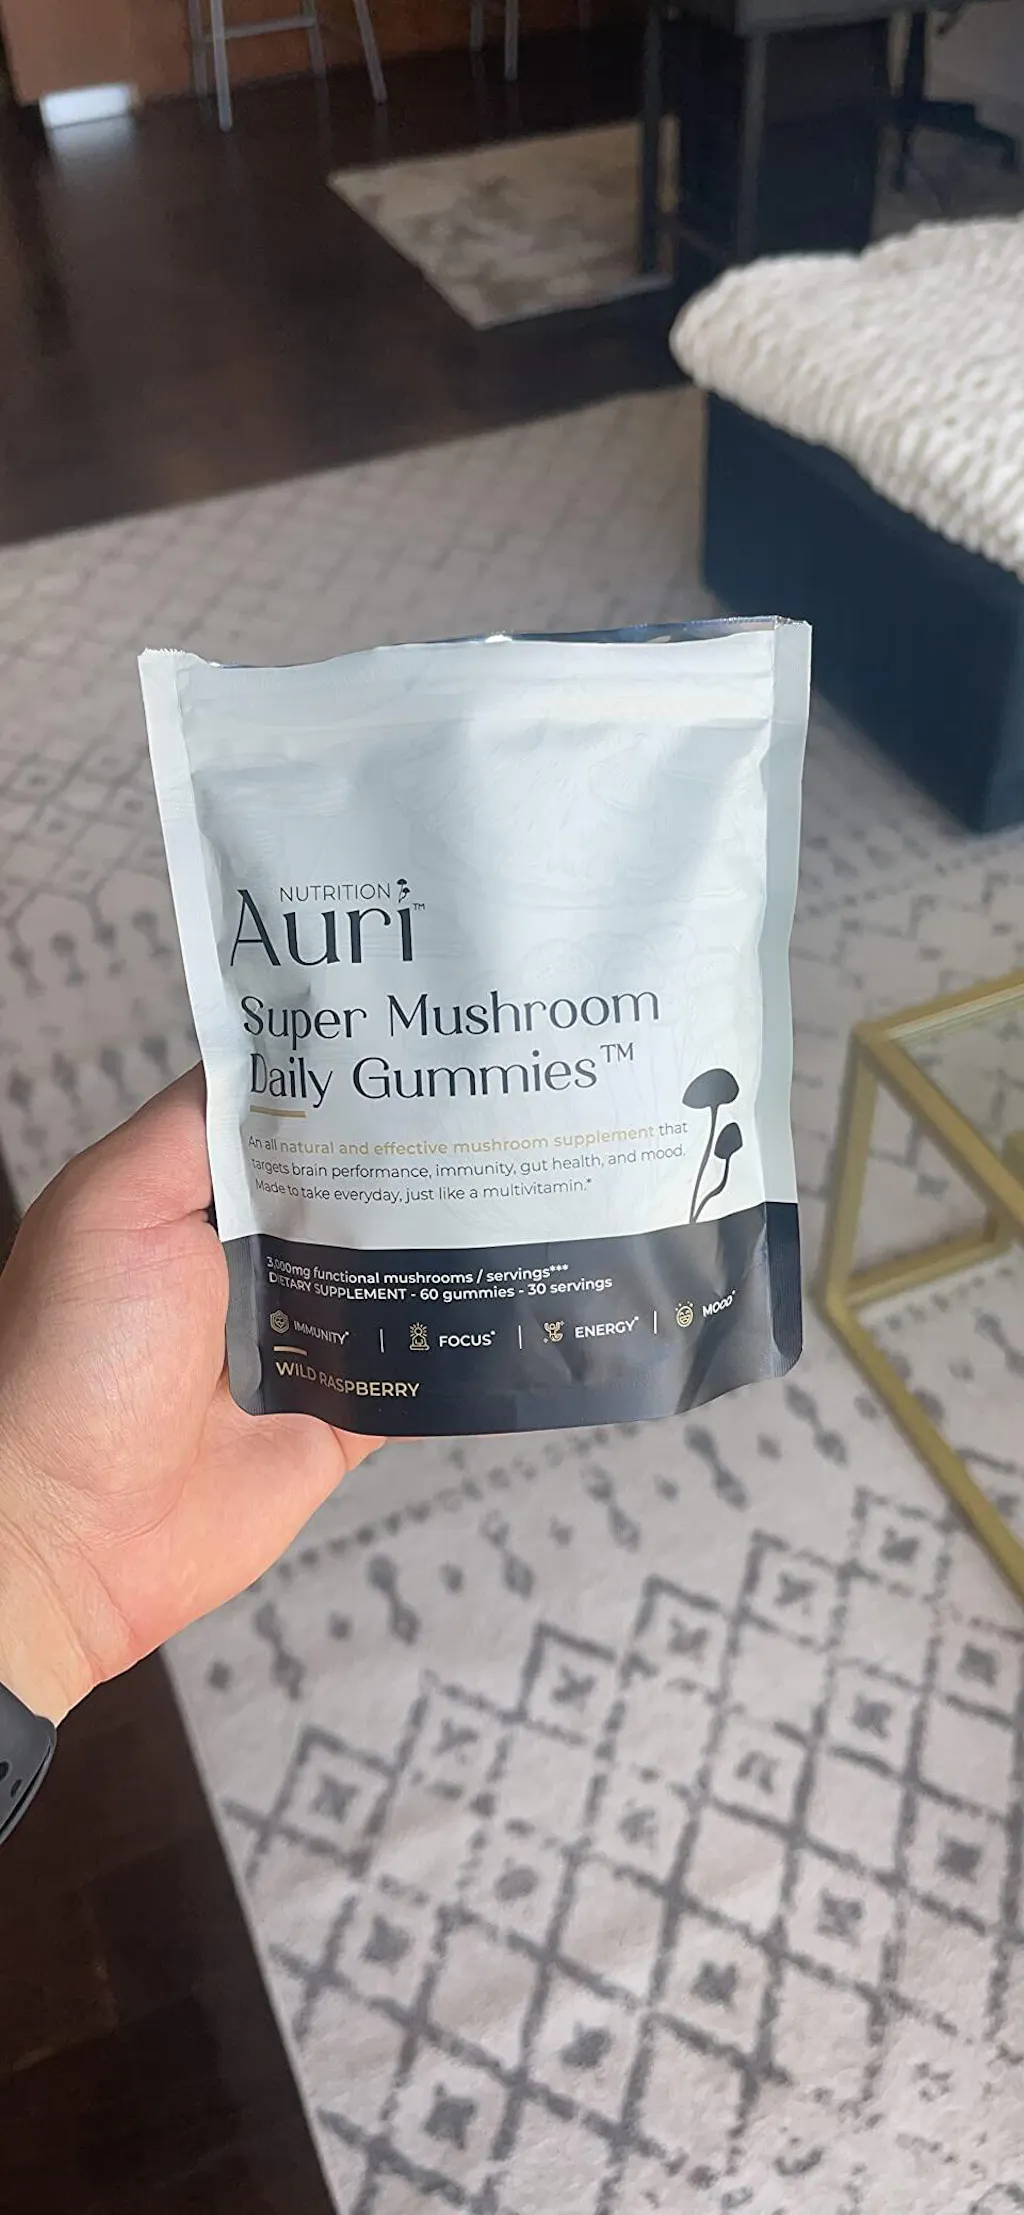 NUTRITION
Auri™
Super Mushroom
Daily Gummies™
An all natural and effective mushroom supplement that
targets brain performance, immunity, gut health, and mood.
Made to take everyday, just like a multivitamin.*
3,000mg functional mushrooms / servings***
DIETARY SUPPLEMENT - 60 gummies - 30 servings
IMMUNITY* | FOCUS* | ENERGY* | MOOD*
WILD RASPBERRY